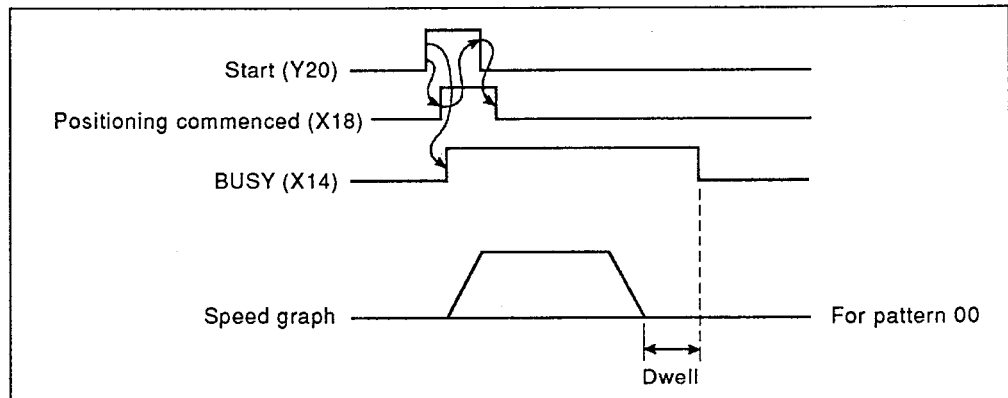 Start (Y20)
Positioning commenced (X18)
BUSY (X14)
Speed graph
For pattern 00
Dwell